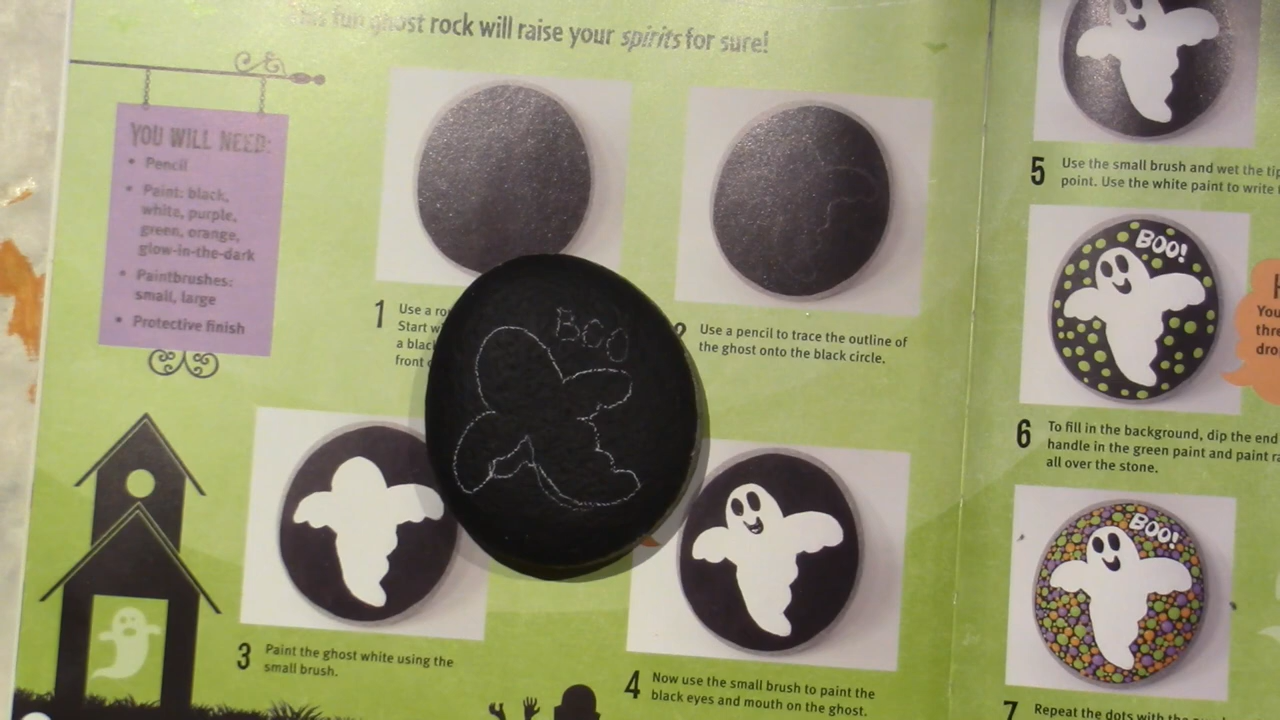 fun ghost rock will raise your spirits for sure!
YOU WILL NEED:
• Pencil
• Paint: black,
white, purple,
green, orange,
glow-in-the-dark
• Paintbrushes:
small, large
• Protective finish
1 Use a
Start
a
front
2 Use a pencil to trace the outline of
the ghost onto the black circle.
BOO
3 Paint the ghost white using the
small brush.
4 Now use the small brush to paint the
black eyes and mouth on the ghost.
5 Use the small brush and wet the
point. Use the white paint to write
BOO!
6 To fill in the background, dip the end
handle in the green paint and paint
all over the stone.
You
BOO!
7 Repeat the dots with the